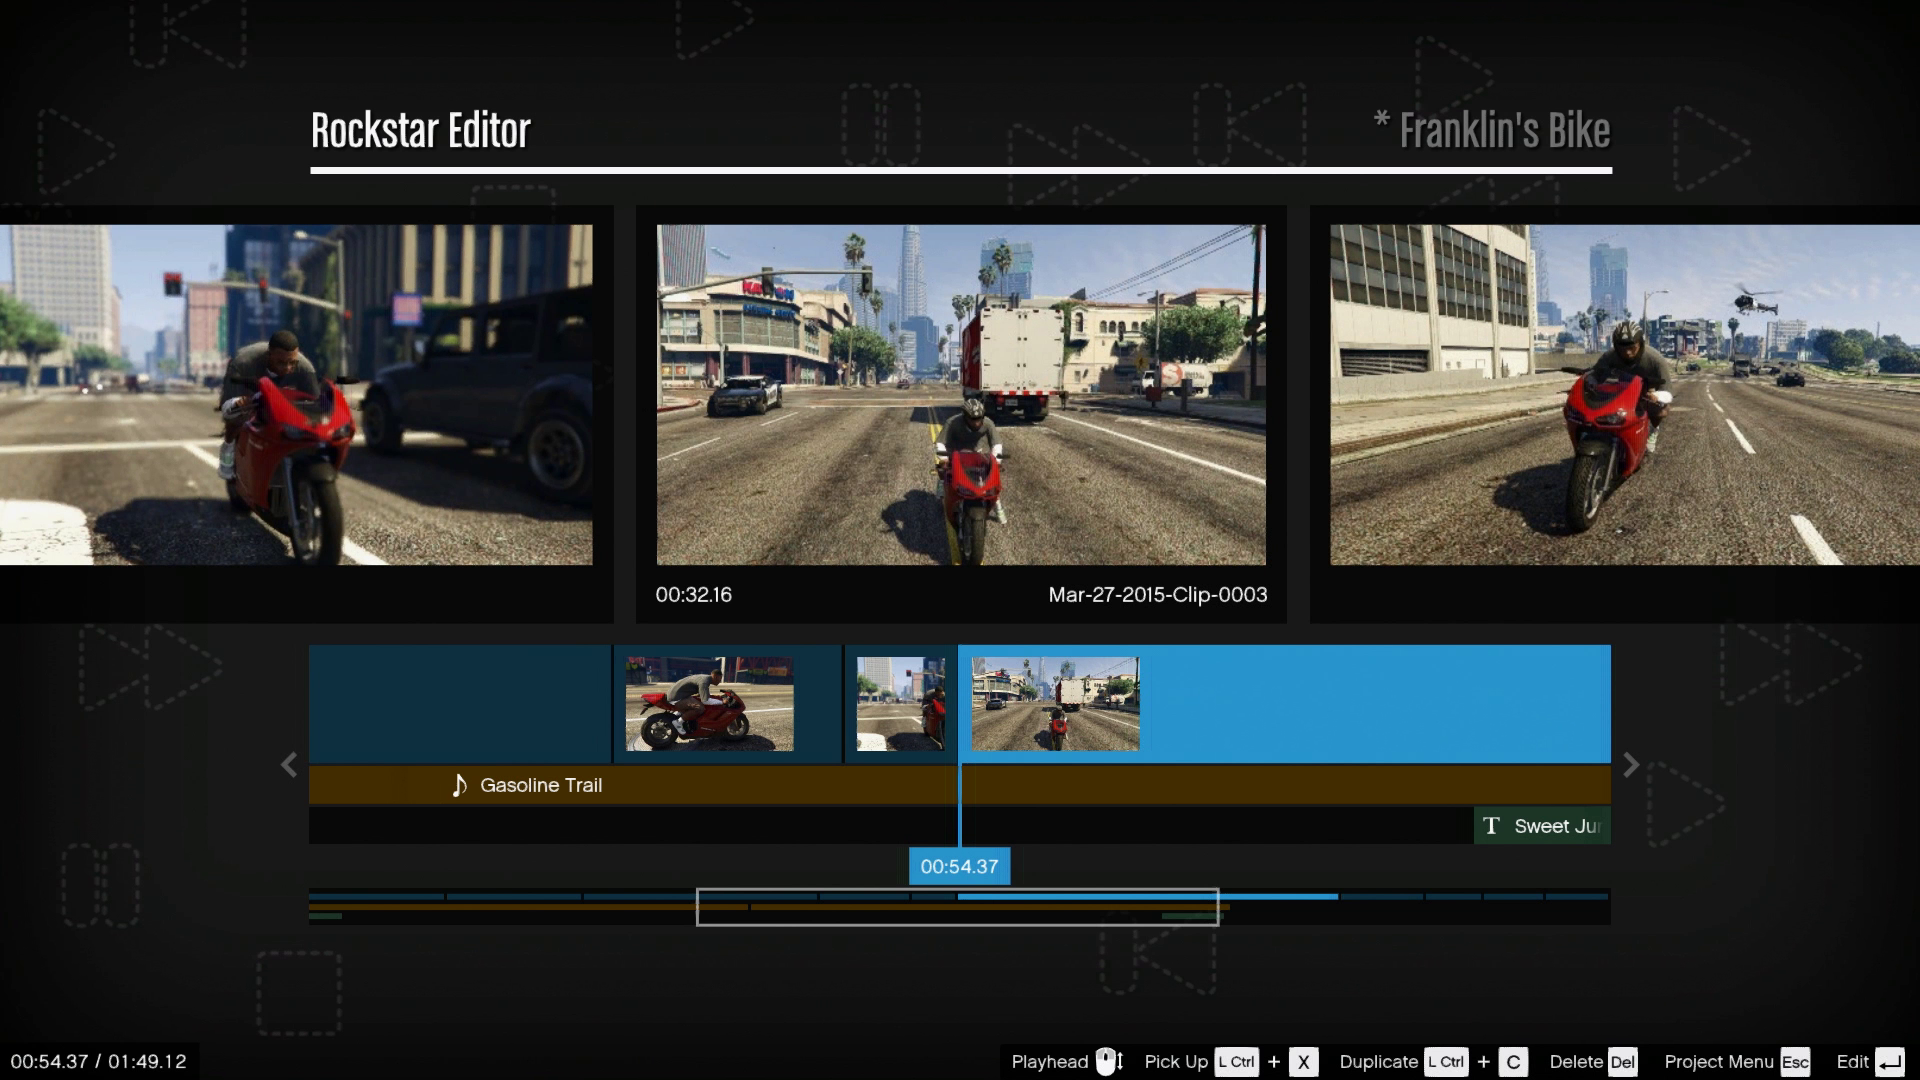 Rockstar Editor
* Franklin's Bike
00:32.16
Mar-27-2015-Clip-0003
Gasoline Trail
T Sweet Ju
00:54.37
00:54.37 / 01:49.12
Playhead
Pick Up L Ctrl + X
Duplicate L Ctrl + C
Delete Del
Project Menu Esc
Edit